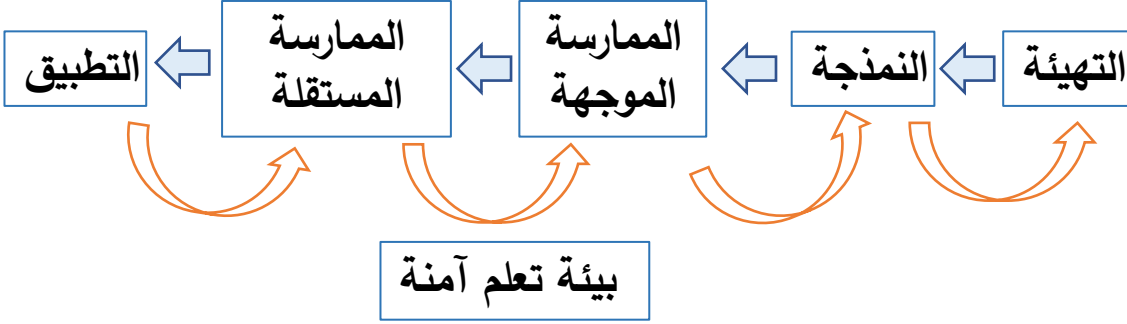 التهيئة
النمذجة
الممارسة
الموجهة
الممارسة
المستقلة
التطبيق
بيئة تعلم آمنة